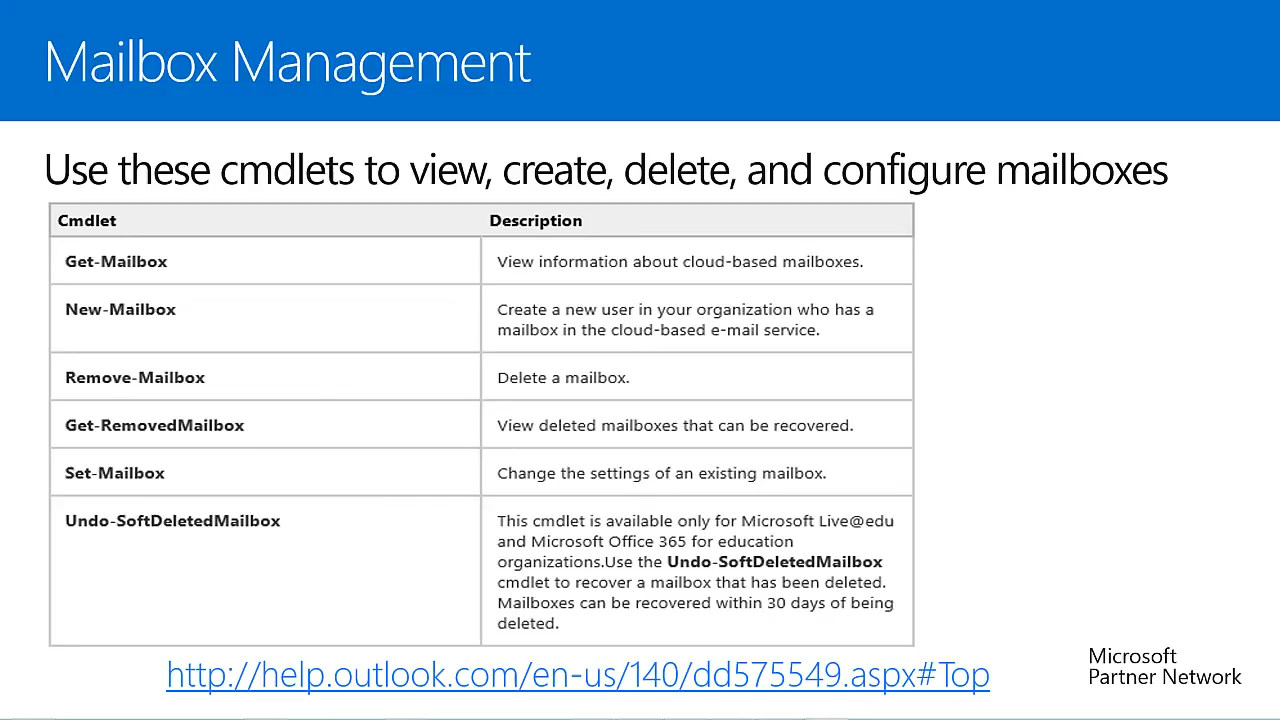 Mailbox Management
Use these cmdlets to view, create, delete, and configure mailboxes
Cmdlet Description
Get-Mailbox View information about cloud-based mailboxes.
New-Mailbox Create a new user in your organization who has a
mailbox in the cloud-based e-mail service.
Remove-Mailbox Delete a mailbox.
Get-RemovedMailbox View deleted mailboxes that can be recovered.
Set-Mailbox Change the settings of an existing mailbox.
Undo-SoftDeletedMailbox This cmdlet is available only for Microsoft Live@edu
and Microsoft Office 365 for education
organizations.Use the Undo-SoftDeletedMailbox
cmdlet to recover a mailbox that has been deleted.
Mailboxes can be recovered within 30 days of being
deleted.
http://help.outlook.com/en-us/140/dd575549.aspx#Top
Microsoft
Partner Network